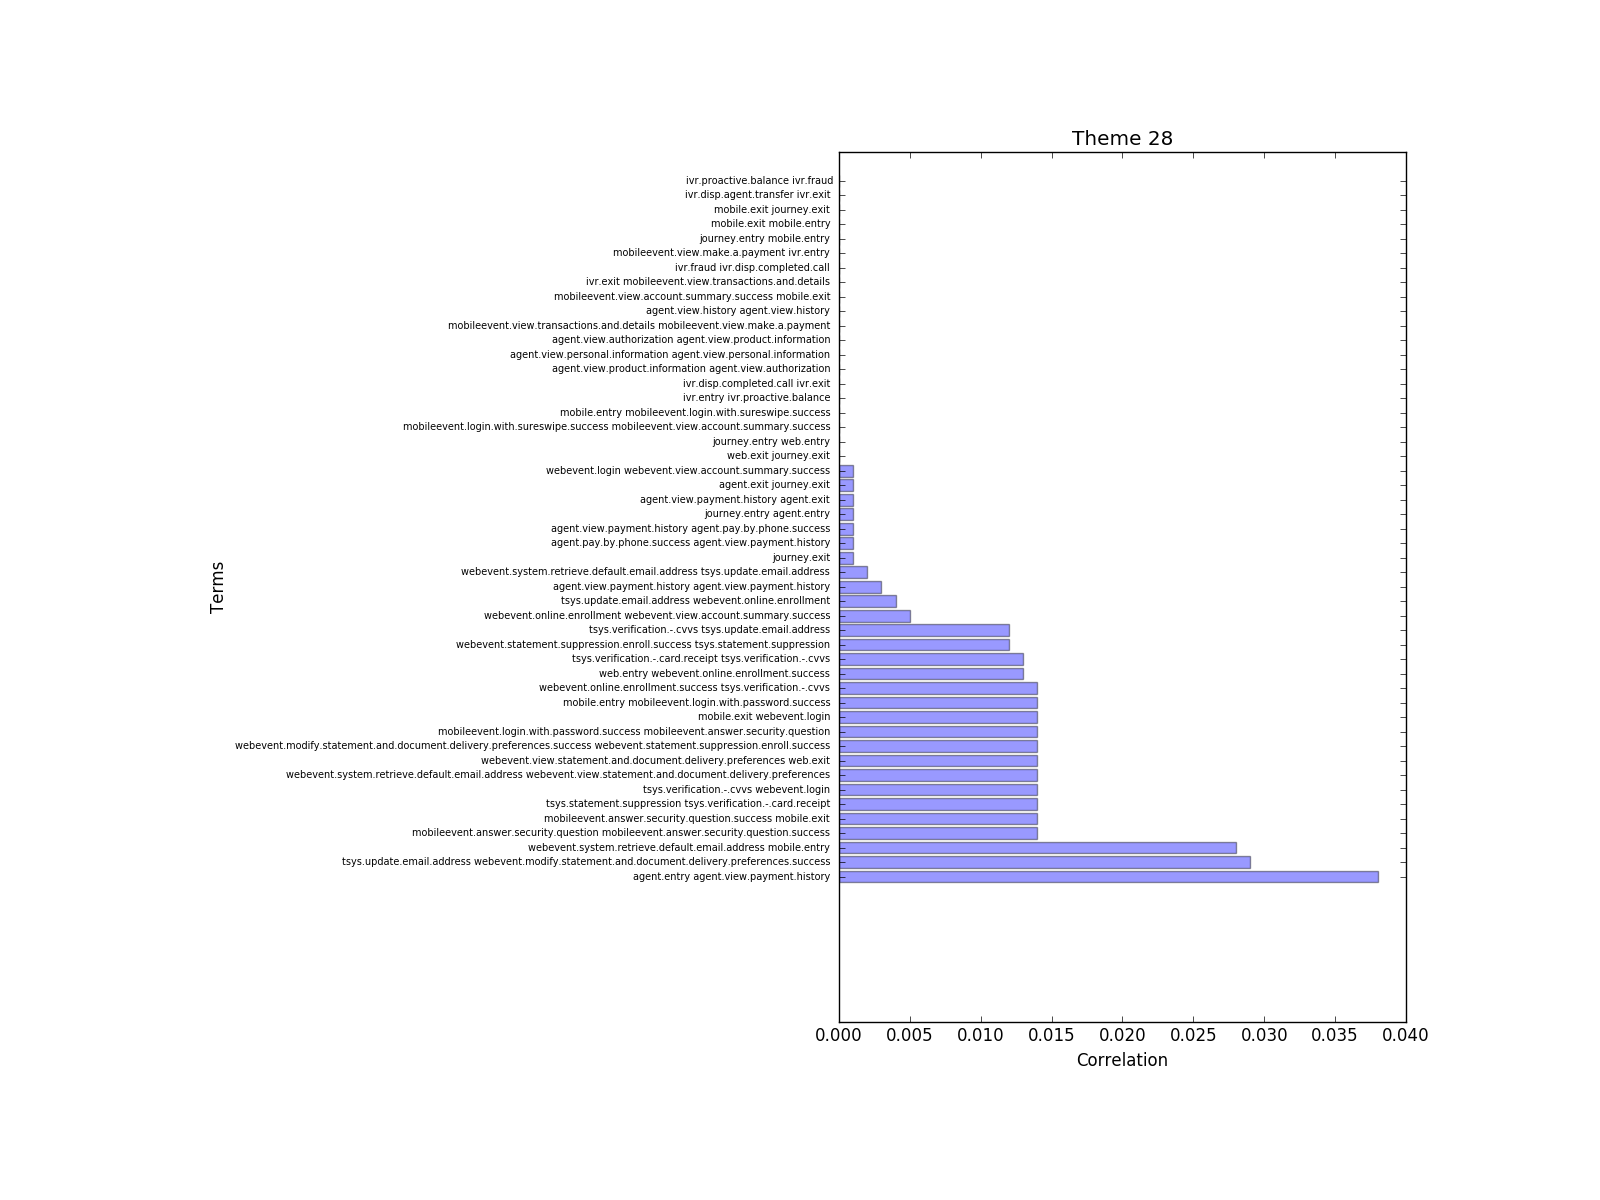 Theme 28
ivr.proactive.balance ivr.fraud
ivr.disp.agent.transfer ivr.exit
mobile.exit journey.exit
mobile.exit mobile.entry
journey.entry mobile.entry
mobileevent.view.make.a.payment ivr.entry
ivr.fraud ivr.disp.completed.call
ivr.exit mobileevent.view.transactions.and.details
mobileevent.view.account.summary.success mobile.exit
agent.view.history agent.view.history
mobileevent.view.transactions.and.details mobileevent.view.make.a.payment
agent.view.authorization agent.view.product.information
agent.view.personal.information agent.view.personal.information
agent.view.product.information agent.view.authorization
ivr.disp.completed.call ivr.exit
ivr.entry ivr.proactive.balance
mobile.entry mobileevent.login.with.sureswipe.success
mobileevent.login.with.sureswipe.success mobileevent.view.account.summary.success
journey.entry web.entry
web.exit journey.exit
webevent.login webevent.view.account.summary.success
agent.exit journey.exit
agent.view.payment.history agent.exit
journey.entry agent.entry
agent.view.payment.history agent.pay.by.phone.success
agent.pay.by.phone.success agent.view.payment.history
journey.exit
webevent.system.retrieve.default.email.address tsys.update.email.address
agent.view.payment.history agent.view.payment.history
tsys.update.email.address webevent.online.enrollment
webevent.online.enrollment webevent.view.account.summary.success
tsys.verification.-.cvvs tsys.update.email.address
webevent.statement.suppression.enroll.success tsys.statement.suppression
tsys.verification.-.card.receipt tsys.verification.-.cvvs
web.entry webevent.online.enrollment.success
webevent.online.enrollment.success tsys.verification.-.cvvs
mobile.entry mobileevent.login.with.password.success
mobile.exit webevent.login
mobileevent.login.with.password.success mobileevent.answer.security.question
webevent.modify.statement.and.document.delivery.preferences.success webevent.statement.suppression.enroll.success
webevent.view.statement.and.document.delivery.preferences web.exit
webevent.system.retrieve.default.email.address webevent.view.statement.and.document.delivery.preferences
tsys.verification.-.cvvs webevent.login
tsys.statement.suppression tsys.verification.-.card.receipt
mobileevent.answer.security.question.success mobile.exit
mobileevent.answer.security.question mobileevent.answer.security.question.success
webevent.system.retrieve.default.email.address mobile.entry
tsys.update.email.address webevent.modify.statement.and.document.delivery.preferences.success
agent.entry agent.view.payment.history
Terms
0.000 0.005 0.010 0.015 0.020 0.025 0.030 0.035 0.040
Correlation